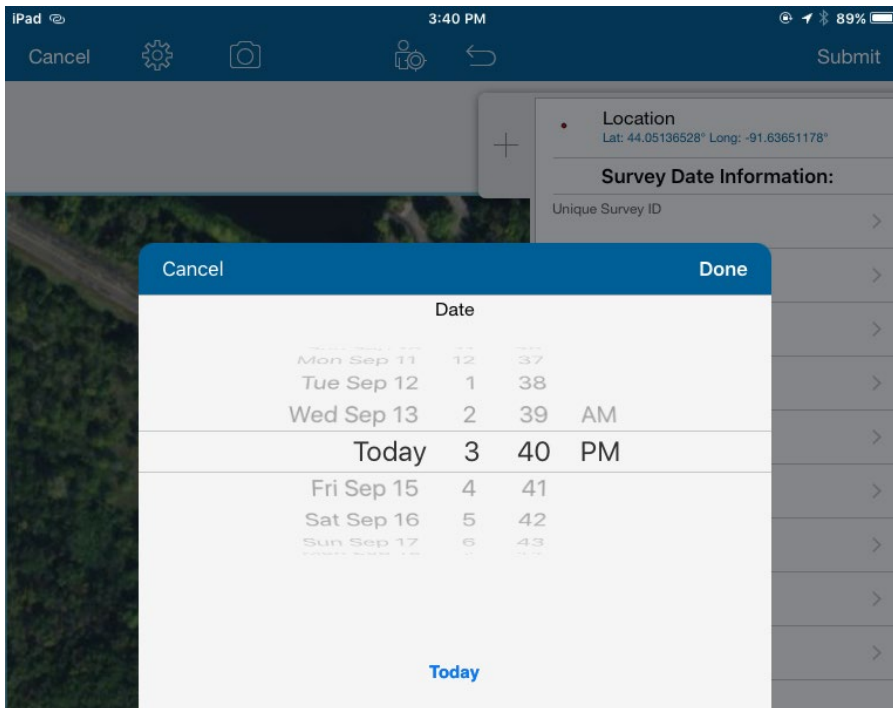 iPad 3:40 PM 89%
Cancel Submit
Location
Lat: 44.05136528° Long: -91.63651178°
Survey Date Information:
Unique Survey ID
Cancel Done
Date
Mon Sep 11 12 37
Tue Sep 12 1 38
Wed Sep 13 2 39 AM
Today 3 40 PM
Fri Sep 15 4 41
Sat Sep 16 5 42
Sun Sep 17 6 43
Today